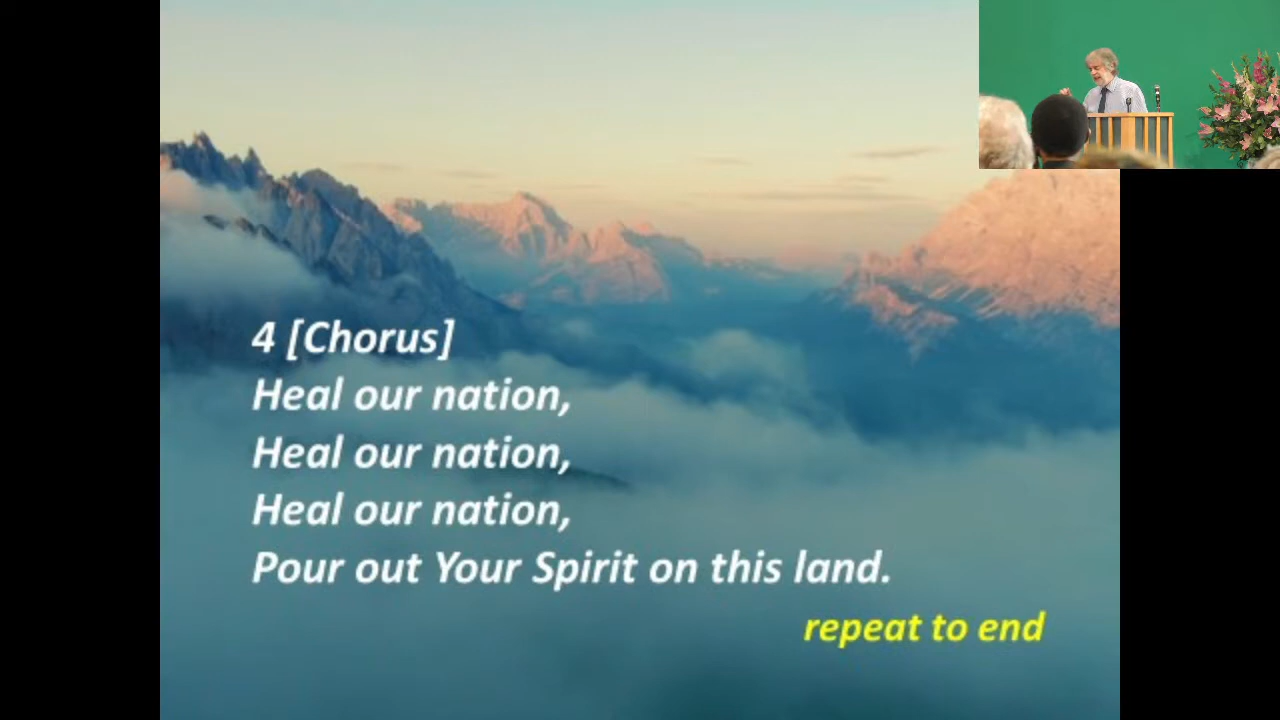 4 [Chorus]
Heal our nation,
Heal our nation,
Heal our nation,
Pour out Your Spirit on this land.
repeat to end